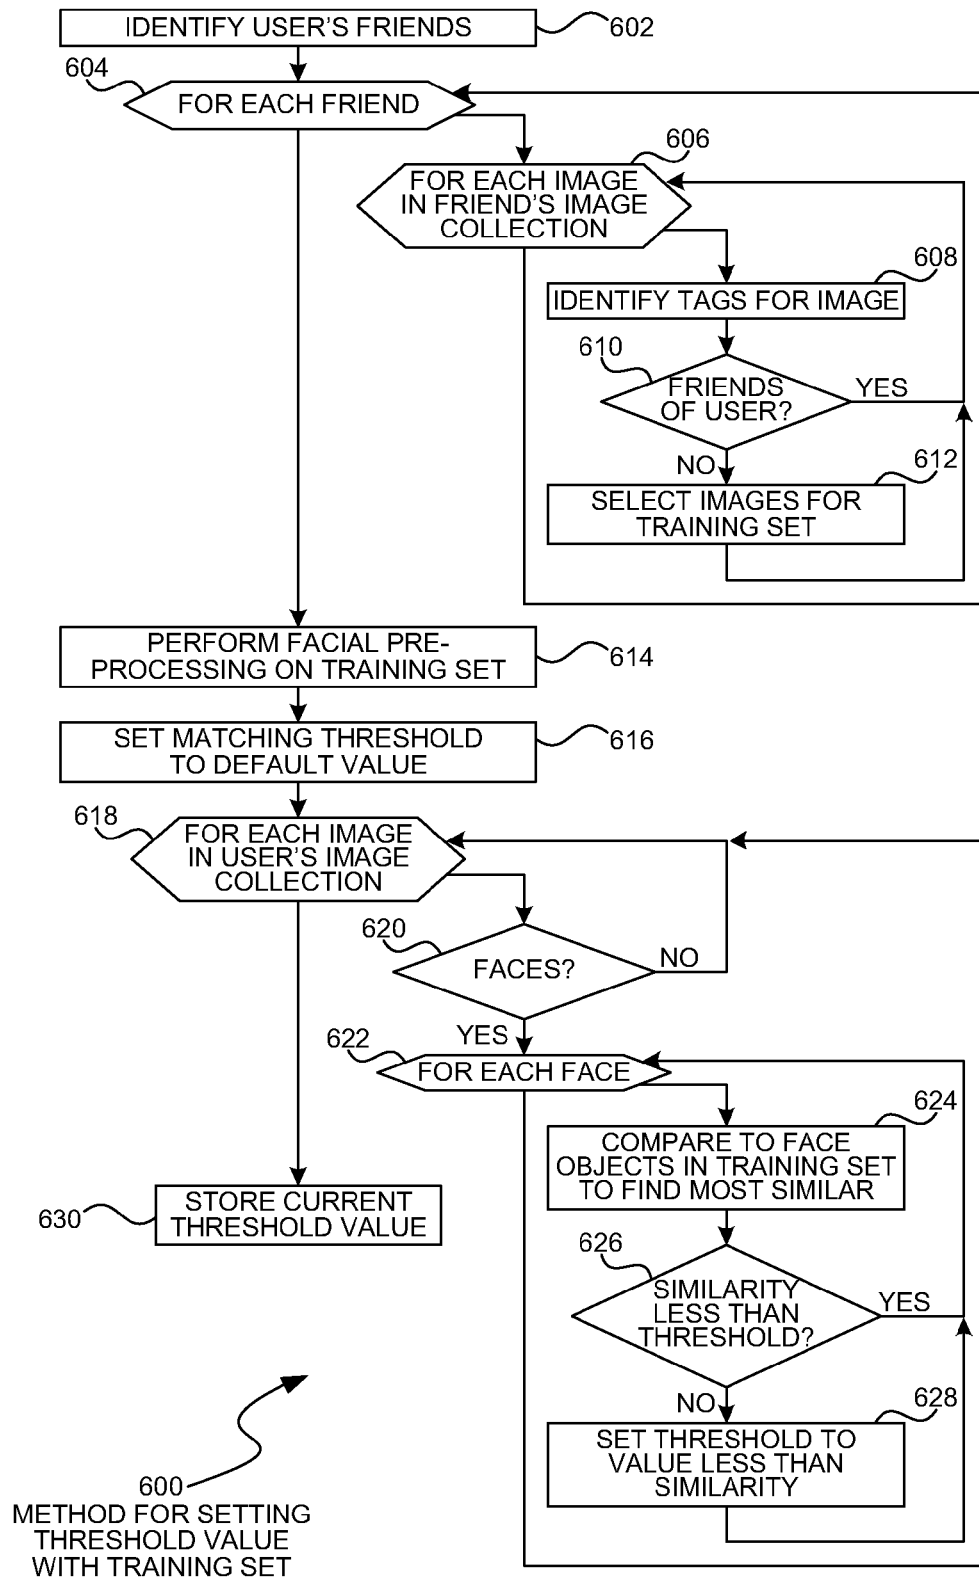 IDENTIFY USER'S FRIENDS
602
604
FOR EACH FRIEND
606
FOR EACH IMAGE
IN FRIEND'S IMAGE
COLLECTION
608
IDENTIFY TAGS FOR IMAGE
610
FRIENDS
OF USER?
YES
NO
612
SELECT IMAGES FOR
TRAINING SET
PERFORM FACIAL PRE-
PROCESSING ON TRAINING SET
614
SET MATCHING THRESHOLD
TO DEFAULT VALUE
616
618
FOR EACH IMAGE
IN USER'S IMAGE
COLLECTION
620
FACES?
NO
YES
622
FOR EACH FACE
624
COMPARE TO FACE
OBJECTS IN TRAINING SET
TO FIND MOST SIMILAR
630
STORE CURRENT
THRESHOLD VALUE
626
SIMILARITY
LESS THAN
THRESHOLD?
YES
NO
628
SET THRESHOLD TO
VALUE LESS THAN
SIMILARITY
600
METHOD FOR SETTING
THRESHOLD VALUE
WITH TRAINING SET